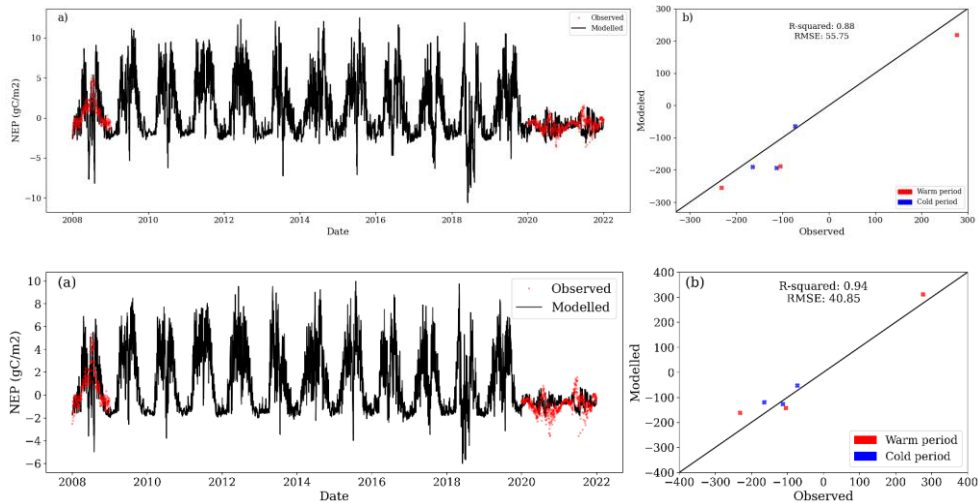 a)
Observed
Modelled
NEP (gC/m2)
10
5
0
−5
−10
2008 2010 2012 2014 2016 2018 2020 2022
Date
b)
R-squared: 0.88
RMSE: 55.75
Modeled
300
200
100
0
−100
−200
−300
Warm period
Cold period
−300 −200 −100 0 100 200 300
Observed
(a)
Observed
Modelled
NEP (gC/m2)
10
8
6
4
2
0
−2
−4
−6
2008 2010 2012 2014 2016 2018 2020 2022
Date
(b)
R-squared: 0.94
RMSE: 40.85
Modelled
400
300
200
100
0
−100
−200
−300
−400
Warm period
Cold period
−400 −300 −200 −100 0 100 200 300 400
Observed